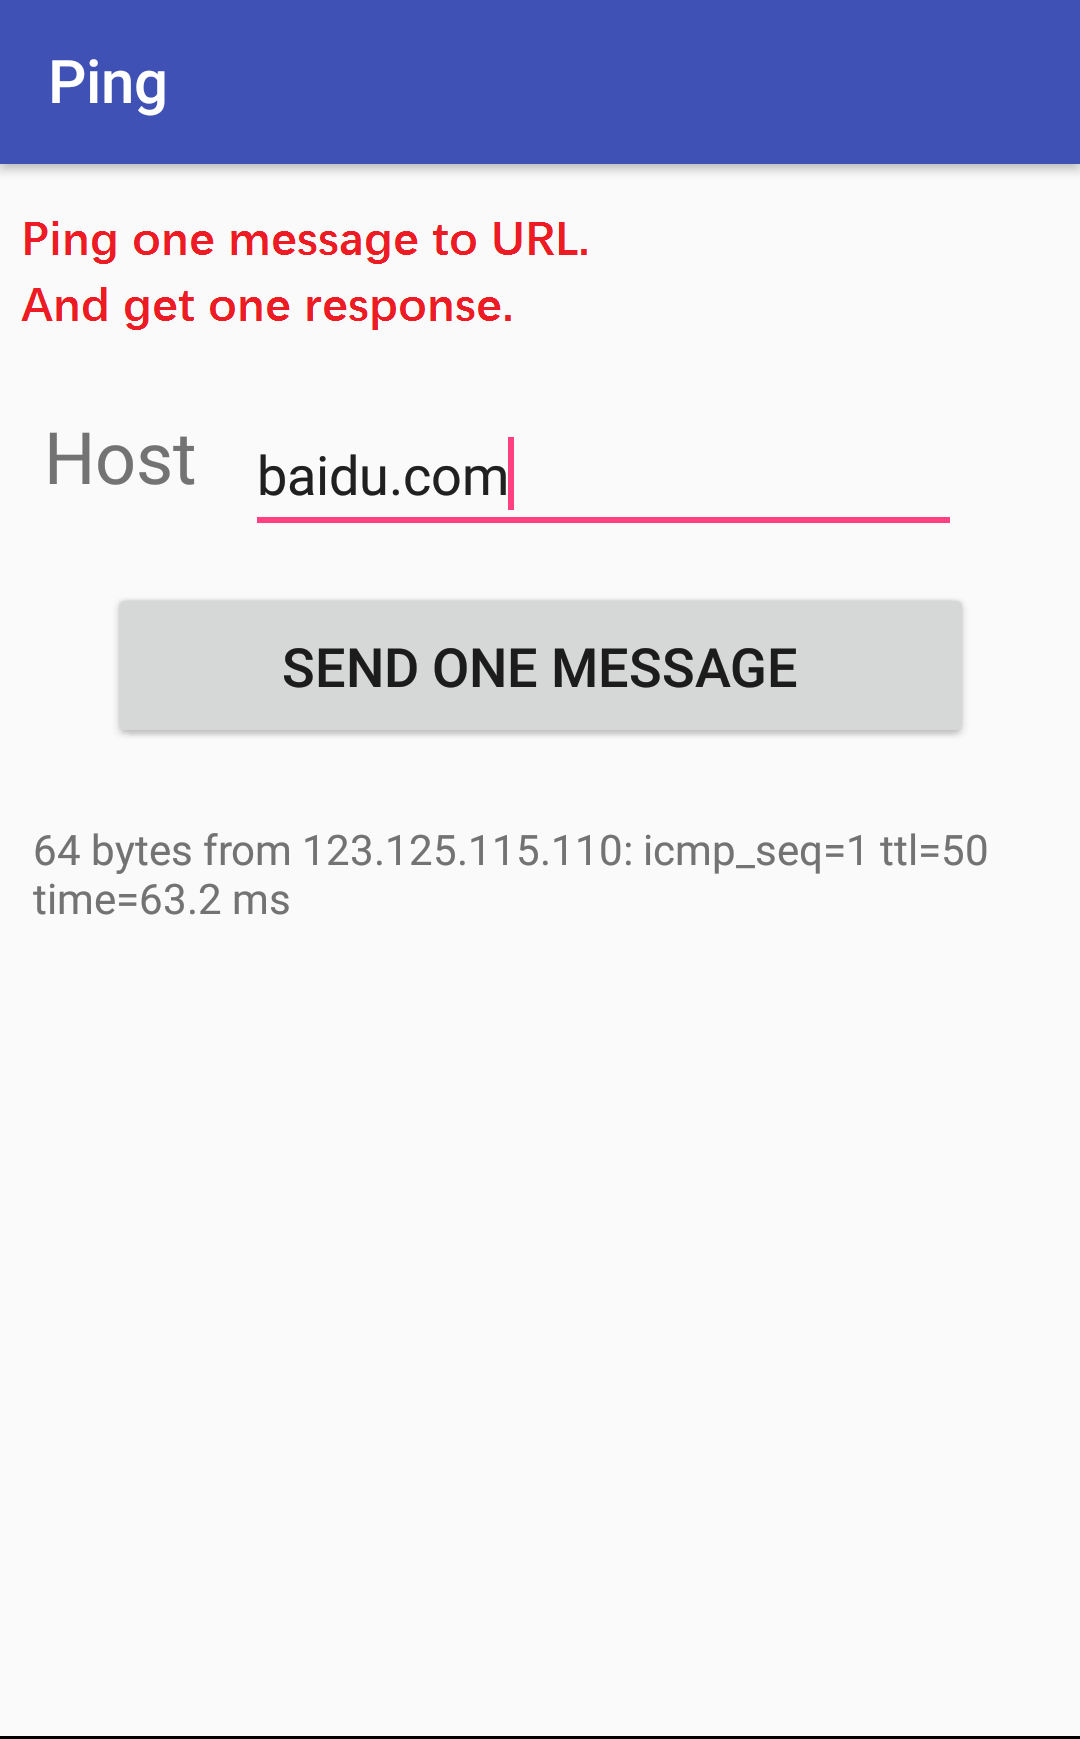 Ping
Ping one message to URL.
And get one response.
Host
baidu.com
SEND ONE MESSAGE
64 bytes from 123.125.115.110: icmp_seq=1 ttl=50
time=63.2 ms